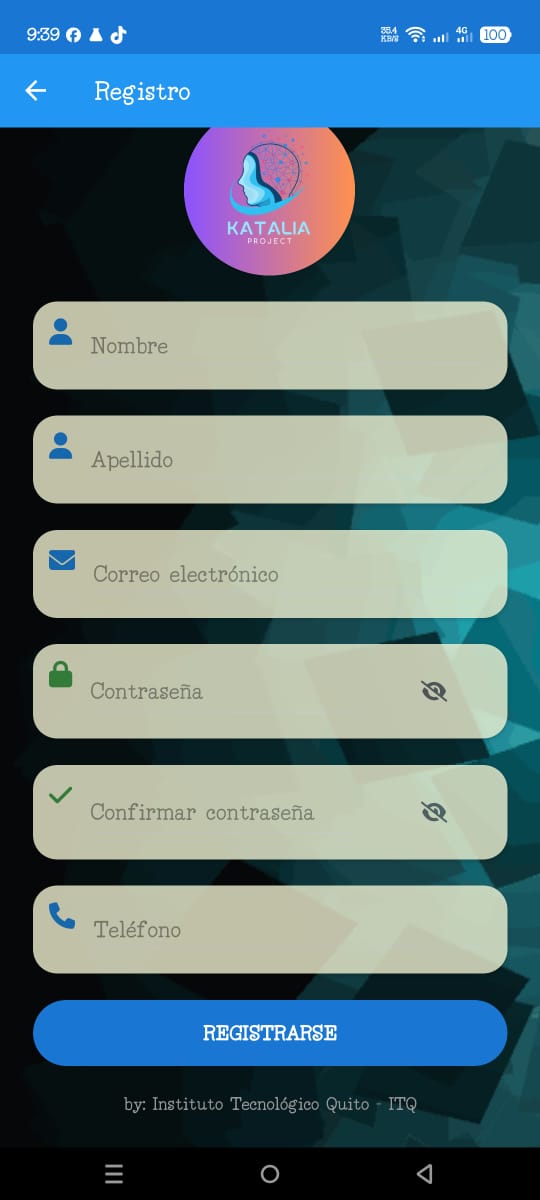 9:39
35.4
KB/S
4G
100
Registro
KATALIA
PROJECT
Nombre
Apellido
Correo electrónico
Contraseña
Confirmar contraseña
Teléfono
REGISTRARSE
by: Instituto Tecnológico Quito - ITQ